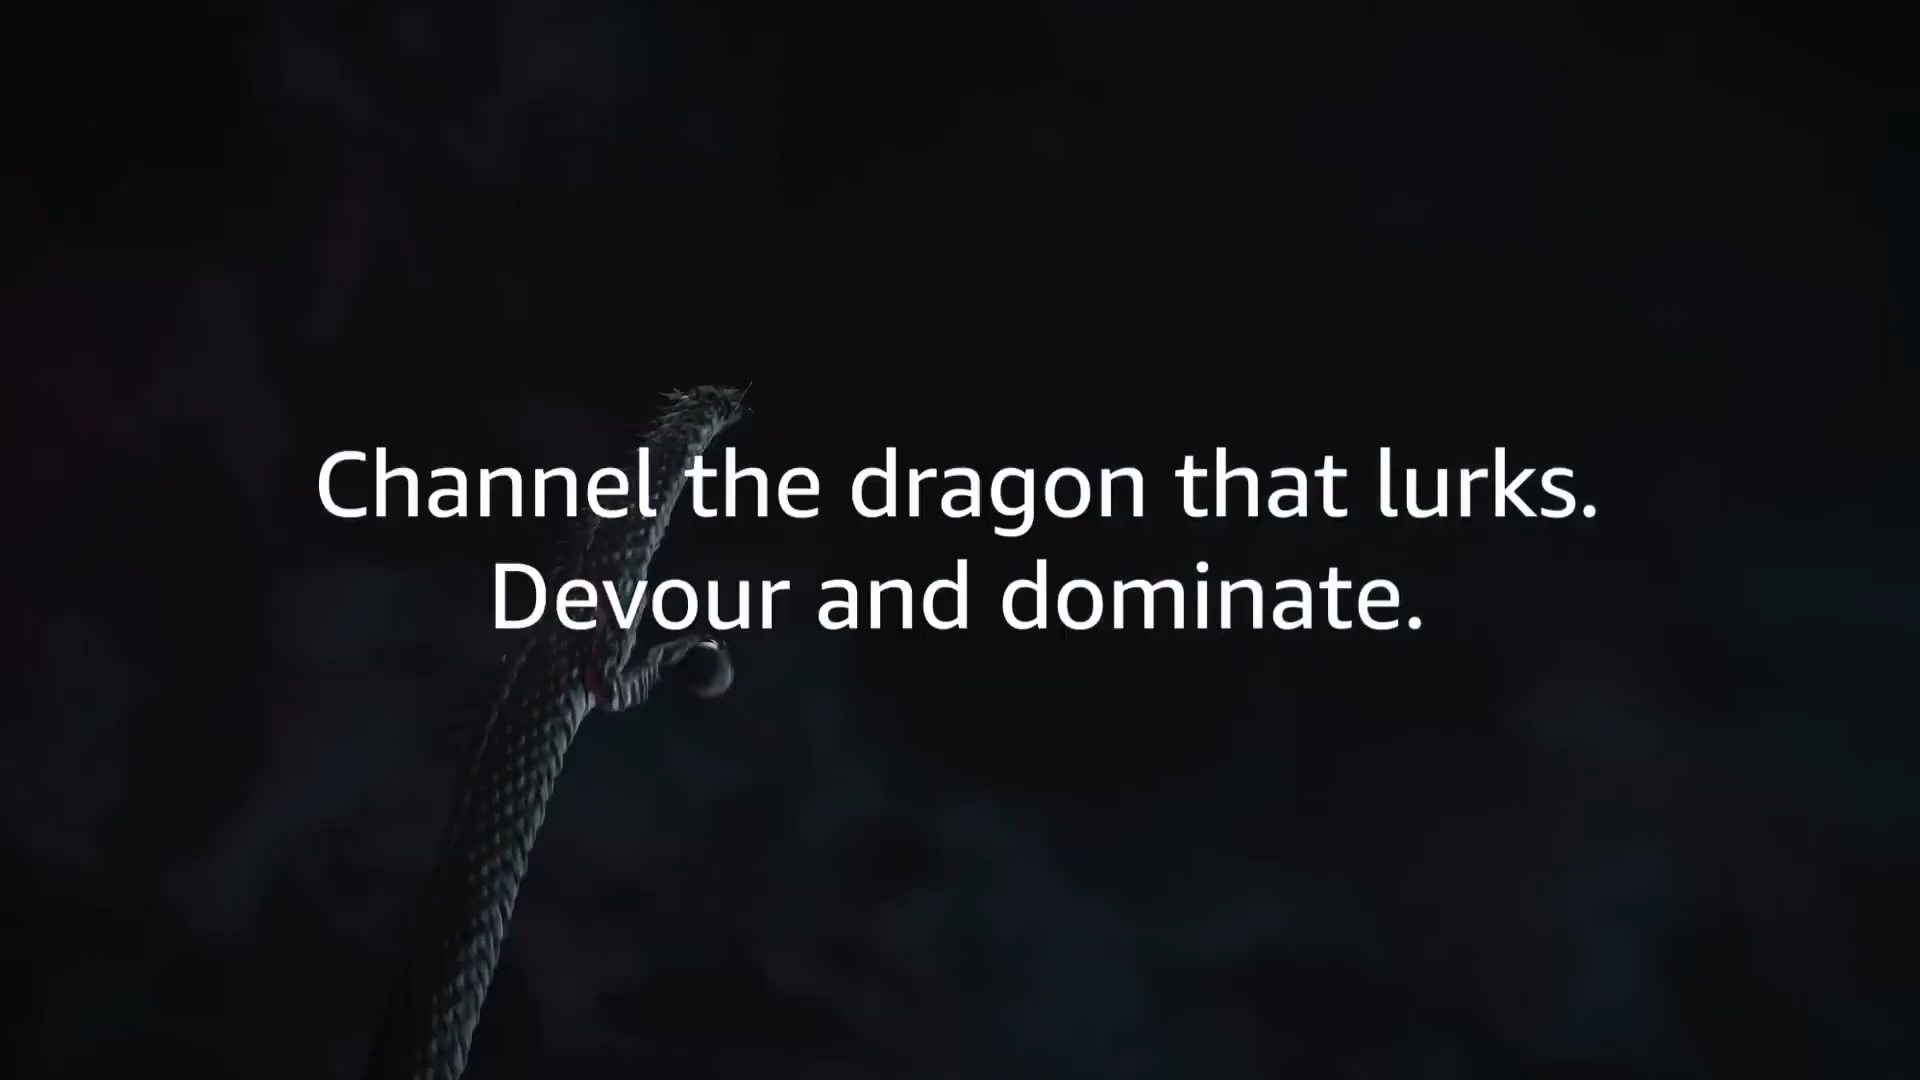 Channel the dragon that lurks.
Devour and dominate.